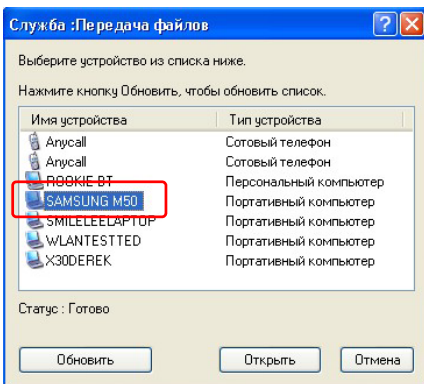 Служба :Передача файлов
Выберите устройство из списка ниже.
Нажмите кнопку Обновить, чтобы обновить список.
Имя устройства Тип устройства
Anycall Сотовый телефон
Anycall Сотовый телефон
ROOKIE-BT Персональный компьютер
SAMSUNG M50 Портативный компьютер
SMILELEELAPTOP Портативный компьютер
WLANTESTTED Портативный компьютер
X30DEREK Портативный компьютер
Статус : Готово
Обновить Открыть Отмена